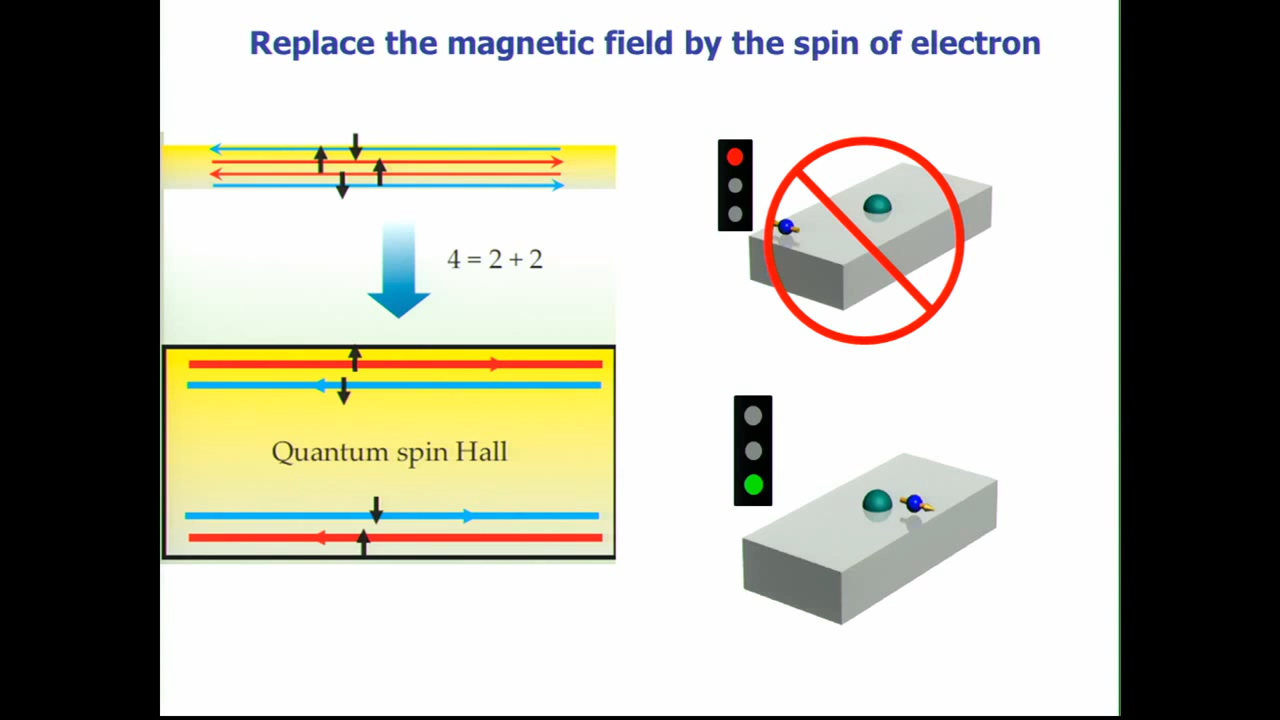 Replace the magnetic field by the spin of electron
4 = 2 + 2
Quantum spin Hall